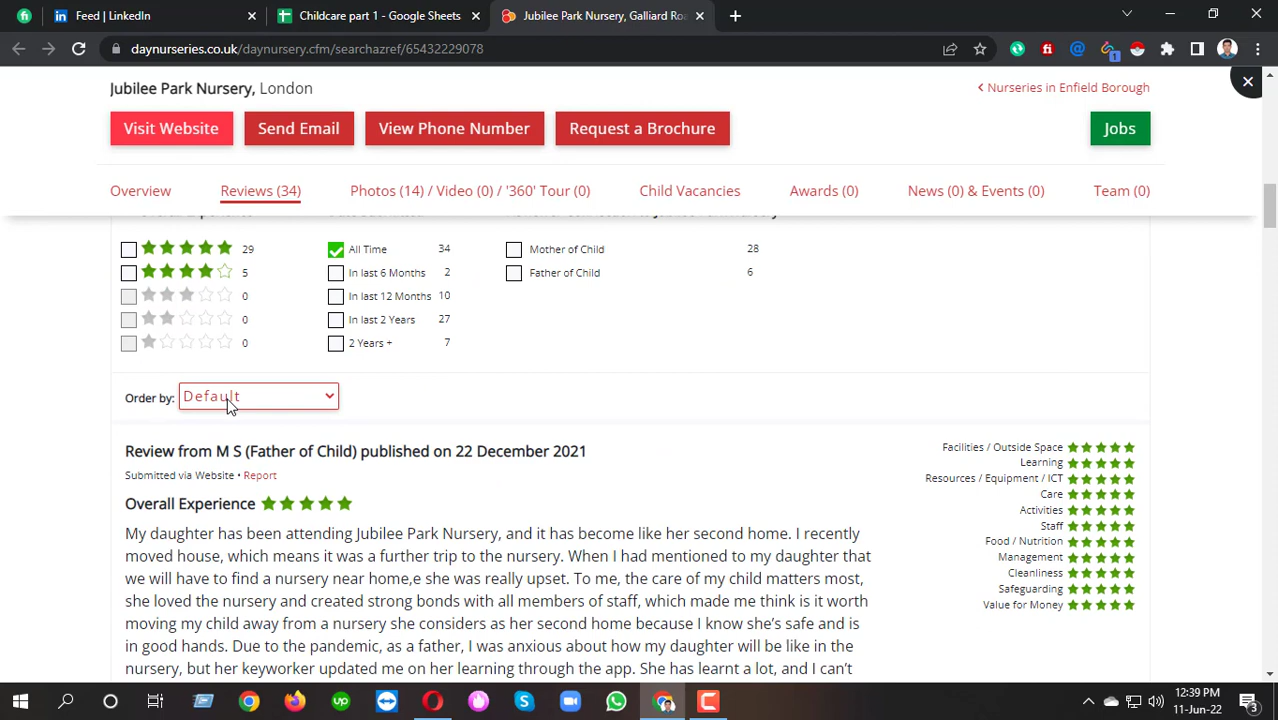 Feed | LinkedIn
Childcare part 1 - Google Sheets
Jubilee Park Nursery, Galliard Roa
daynurseries.co.uk/daynursery.cfm/searchazref/65432229078
Jubilee Park Nursery, London
Nurseries in Enfield Borough
Visit Website
Send Email
View Phone Number
Request a Brochure
Jobs
Overview
Reviews (34)
Photos (14) / Video (0) / '360' Tour (0)
Child Vacancies
Awards (0)
News (0) & Events (0)
Team (0)
29
5
0
0
0
All Time 34
In last 6 Months 2
In last 12 Months 10
In last 2 Years 27
2 Years + 7
Mother of Child 28
Father of Child 6
Order by: Default
Review from M S (Father of Child) published on 22 December 2021
Submitted via Website • Report
Overall Experience
My daughter has been attending Jubilee Park Nursery, and it has become like her second home. I recently
moved house, which means it was a further trip to the nursery. When I had mentioned to my daughter that
we will have to find a nursery near home,e she was really upset. To me, the care of my child matters most,
she loved the nursery and created strong bonds with all members of staff, which made me think is it worth
moving my child away from a nursery she considers as her second home because I know she's safe and is
in good hands. Due to the pandemic, as a father, I was anxious about how my daughter will be like in the
nursery, but her keyworker updated me on her learning through the app. She has learnt a lot, and I can't
Facilities / Outside Space
Learning
Resources / Equipment / ICT
Care
Activities
Staff
Food / Nutrition
Management
Cleanliness
Safeguarding
Value for Money
12:39 PM
11-Jun-22
3